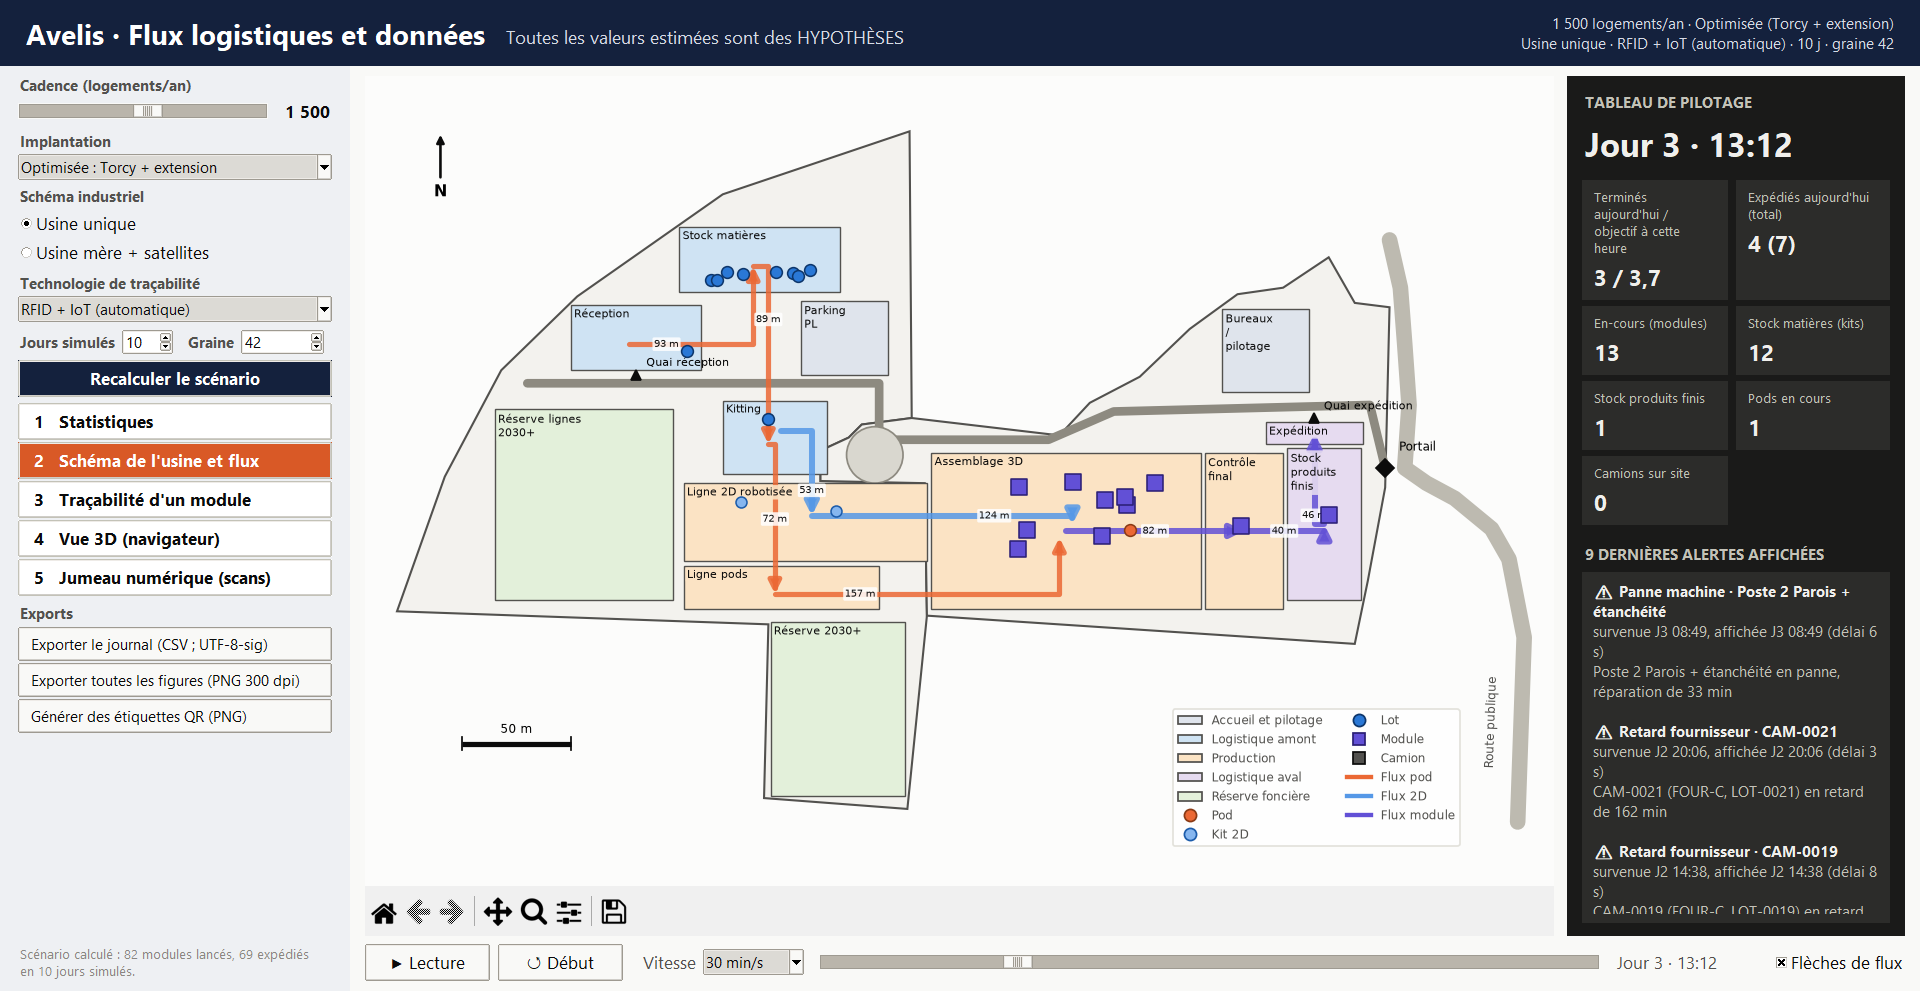 Avelis · Flux logistiques et données
Toutes les valeurs estimées sont des HYPOTHÈSES
1 500 logements/an · Optimisée (Torcy + extension)
Usine unique · RFID + IoT (automatique) · 10 j · graine 42
Cadence (logements/an)
1 500
Implantation
Optimisée : Torcy + extension
Schéma industriel
Usine unique
Usine mère + satellites
Technologie de traçabilité
RFID + IoT (automatique)
Jours simulés 10 Graine 42
Recalculer le scénario
1 Statistiques
2 Schéma de l'usine et flux
3 Traçabilité d'un module
4 Vue 3D (navigateur)
5 Jumeau numérique (scans)
Exports
Exporter le journal (CSV ; UTF-8-sig)
Exporter toutes les figures (PNG 300 dpi)
Générer des étiquettes QR (PNG)
Scénario calculé : 82 modules lancés, 69 expédiés
en 10 jours simulés.
N
Stock matières
Réception
93 m
89 m
Quai réception
Parking
PL
Réserve lignes
2030+
Kitting
Ligne 2D robotisée
53 m
72 m
124 m
Ligne pods
157 m
Réserve 2030+
Assemblage 3D
82 m
Contrôle
final
40 m
Stock
produits
finis
46
Expédition
Quai expédition
Bureaux
/
pilotage
Portail
Route publique
50 m
Accueil et pilotage
Logistique amont
Production
Logistique aval
Réserve foncière
Pod
Kit 2D
Lot
Module
Camion
Flux pod
Flux 2D
Flux module
► Lecture
Début
Vitesse 30 min/s
Jour 3 · 13:12
Flèches de flux
TABLEAU DE PILOTAGE
Jour 3 · 13:12
Terminés
aujourd'hui /
objectif à cette
heure
3 / 3,7
Expédiés aujourd'hui
(total)
4 (7)
En-cours (modules)
13
Stock matières (kits)
12
Stock produits finis
1
Pods en cours
1
Camions sur site
0
9 DERNIÈRES ALERTES AFFICHÉES
⚠ Panne machine · Poste 2 Parois +
étanchéité
survenue J3 08:49, affichée J3 08:49 (délai 6
s)
Poste 2 Parois + étanchéité en panne,
réparation de 33 min
⚠ Retard fournisseur · CAM-0021
survenue J2 20:06, affichée J2 20:06 (délai 3
s)
CAM-0021 (FOUR-C, LOT-0021) en retard
de 162 min
⚠ Retard fournisseur · CAM-0019
survenue J2 14:38, affichée J2 14:38 (délai 8
s)
CAM-0019 (FOUR-C, LOT-0019) en retard